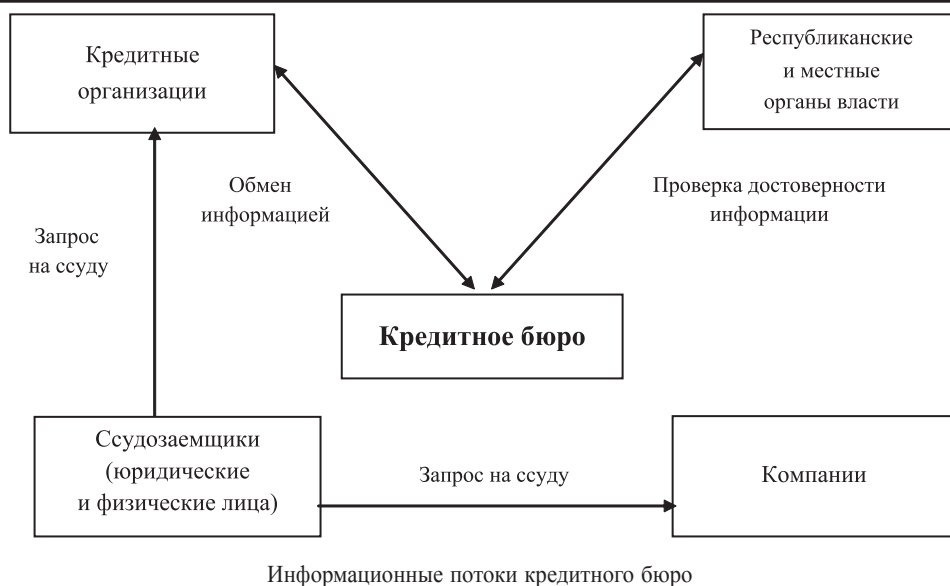 Кредитные
организации
Республиканские
и местные
органы власти
Обмен
информацией
Проверка достоверности
информации
Запрос
на ссуду
Кредитное бюро
Ссудозаемщики
(юридические
и физические лица)
Запрос на ссуду
Компании
Информационные потоки кредитного бюро